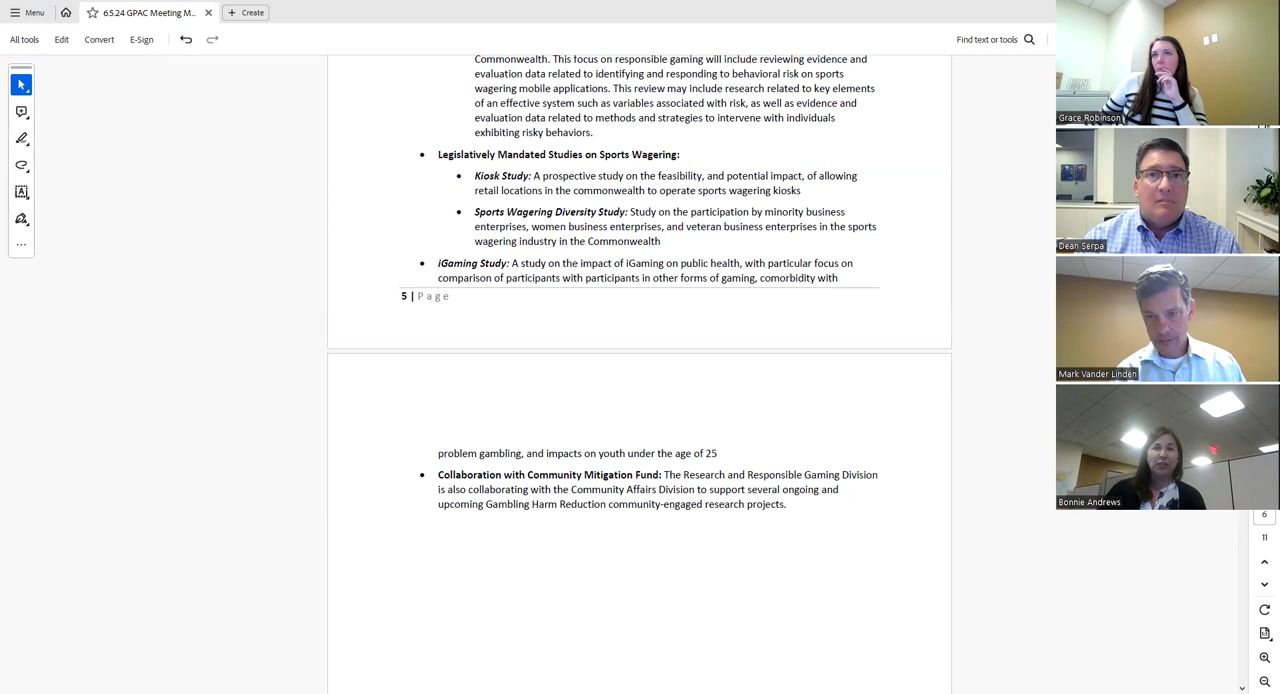 Menu
6.5.24 GPAC Meeting M...
Create
All tools
Edit
Convert
E-Sign
Find text or tools
Commonwealth. This focus on responsible gaming will include reviewing evidence and
evaluation data related to identifying and responding to behavioral risk on sports
wagering mobile applications. This review may include research related to key elements
of an effective system such as variables associated with risk, as well as evidence and
evaluation data related to methods and strategies to intervene with individuals
exhibiting risky behaviors.
• Legislatively Mandated Studies on Sports Wagering:
• Kiosk Study: A prospective study on the feasibility, and potential impact, of allowing
retail locations in the commonwealth to operate sports wagering kiosks
• Sports Wagering Diversity Study: Study on the participation by minority business
enterprises, women business enterprises, and veteran business enterprises in the sports
wagering industry in the Commonwealth
• iGaming Study: A study on the impact of iGaming on public health, with particular focus on
comparison of participants with participants in other forms of gaming, comorbidity with
5 | Page
problem gambling, and impacts on youth under the age of 25
• Collaboration with Community Mitigation Fund: The Research and Responsible Gaming Division
is also collaborating with the Community Affairs Division to support several ongoing and
upcoming Gambling Harm Reduction community-engaged research projects.
Grace Robinson
Dean Serpa
Mark Vander Linden
Bonnie Andrews
6
11